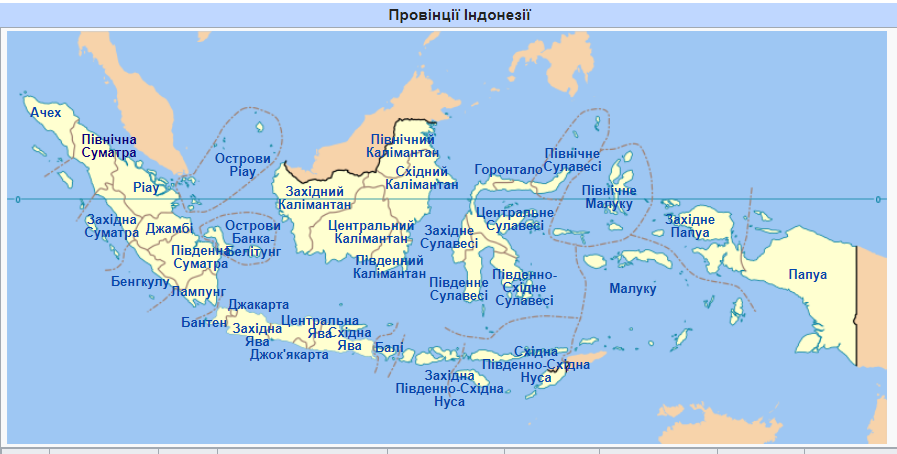 Провінції Індонезії
Ачех
Північна
Суматра
Острови
Ріау
Ріау
Західна
Суматра
Джамбі
Південна
Суматра
Острови
Банка-
Белітунг
Бенгкулу
Лампунг
Бантен
Джакарта
Західна
Ява
Центральна
Ява
Джок'якарта
Східна
Ява
Балі
Північний
Калімантан
Східний
Калімантан
Західний
Калімантан
Центральний
Калімантан
Південний
Калімантан
Горонтало
Північне
Сулавесі
Центральне
Сулавесі
Західне
Сулавесі
Південне
Сулавесі
Південно-
Східне
Сулавесі
Північне
Малуку
Малуку
Західне
Папуа
Папуа
Західна
Південно-Східна
Нуса
Східна
Південно-Східна
Нуса
0
0